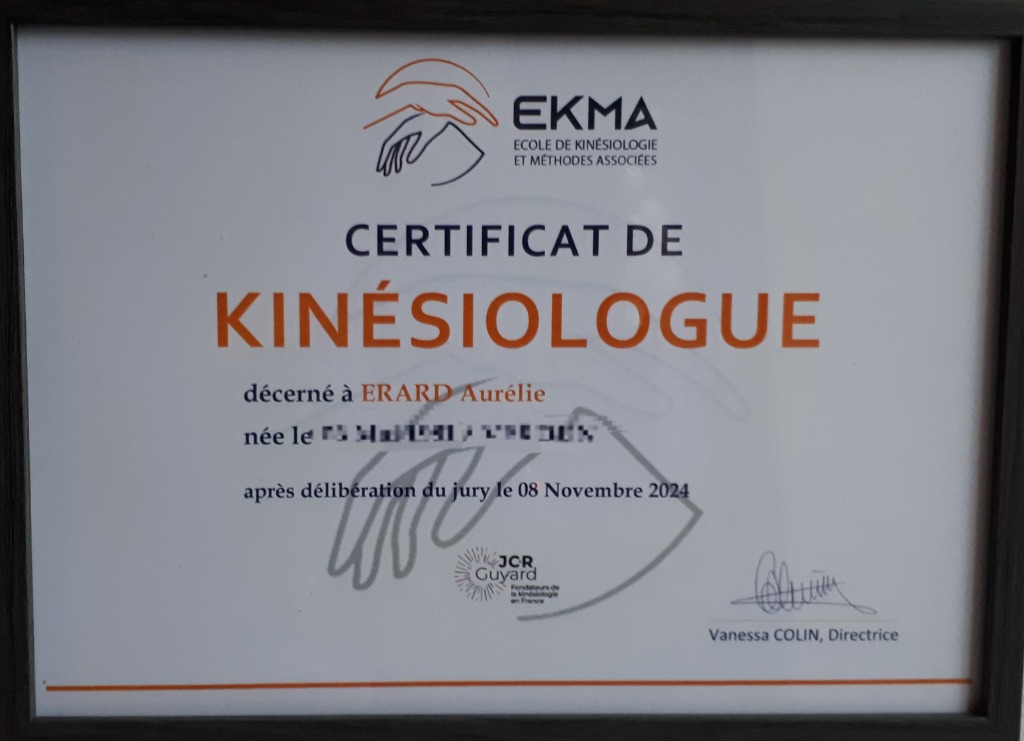 EKMA
ECOLE DE KINÉSIOLOGIE
ET MÉTHODES ASSOCIÉES
CERTIFICAT DE
KINÉSIOLOGUE
décerné à ERARD Aurélie
née le
après délibération du jury le 08 Novembre 2024
JC&R
Guyard
Fondateurs de
la kinésiologie
en France
Vanessa COLIN, Directrice